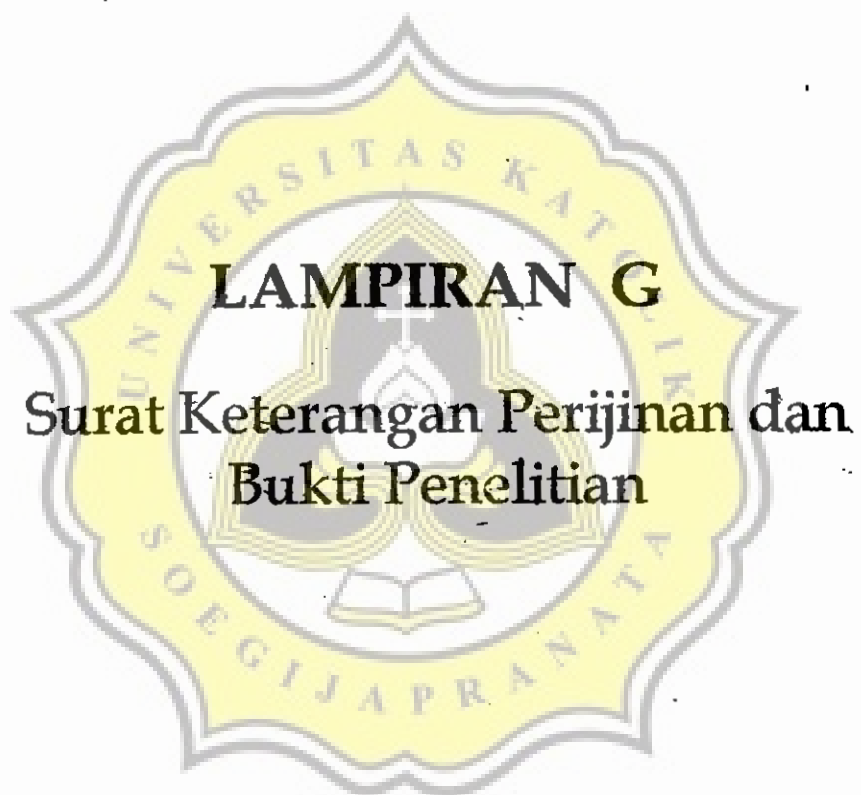 LAMPIRAN G
Surat Keterangan Perijinan dan
Bukti Penelitian
UNIVERSITAS KATOLIK
SOEGIJAPRANATA